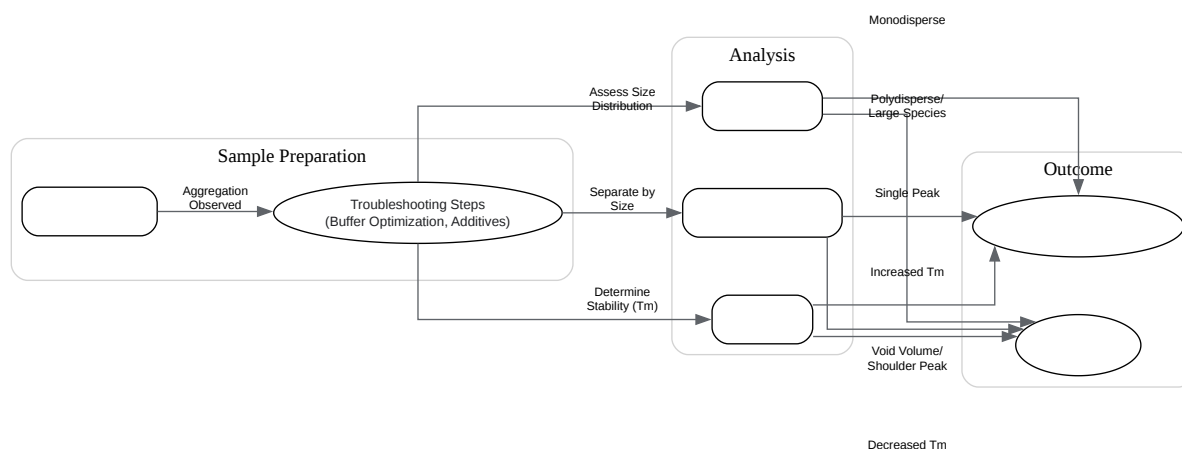 Monodisperse
Analysis
Assess Size
Distribution
Polydisperse/
Large Species
Sample Preparation
Outcome
Aggregation
Observed
Troubleshooting Steps
(Buffer Optimization, Additives)
Separate by
Size
Single Peak
Increased Tm
Determine
Stability (Tm)
Void Volume/
Shoulder Peak
Decreased Tm